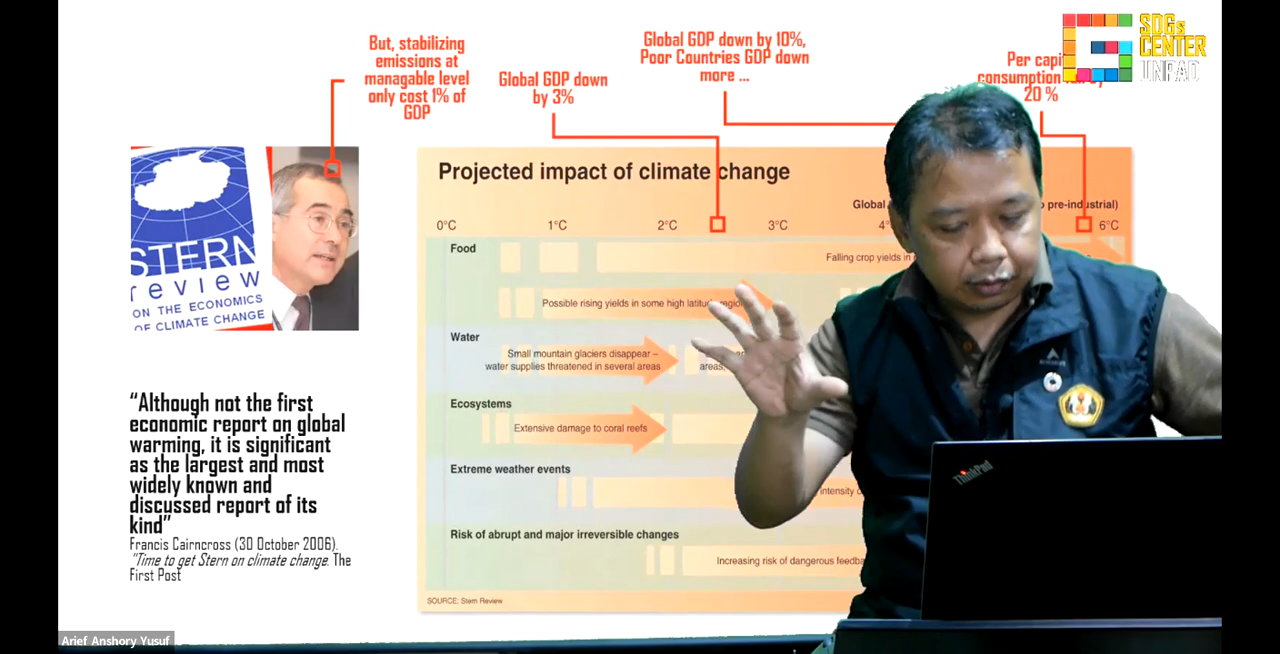 But, stabilizing
emissions at
managable level
only cost 1% of
GDP
Global GDP down
by 3%
Global GDP down by 10%,
Poor Countries GDP down
more ...
Per capi
consumption
20 %
SDGs
CENTER
UNPAD
STERN
review
ON THE ECONOMICS
OF CLIMATE CHANGE
Projected impact of climate change
Global
o pre-industrial)
0°C 1°C 2°C 3°C 4° 6°C
Food
Falling crop yields in
Possible rising yields in some high latitude regio
Water
Small mountain glaciers disappear –
water supplies threatened in several areas
areas,
Ecosystems
Extensive damage to coral reefs
Extreme weather events
intensity
Risk of abrupt and major irreversible changes
Increasing risk of dangerous feedba
SOURCE: Stern Review
“Although not the first
economic report on global
warming, it is significant
as the largest and most
widely known and
discussed report of its
kind”
Francis Cairncross (30 October 2006).
"Time to get Stern on climate change. The
First Post
ThinkPad
Arief Anshory Yusuf